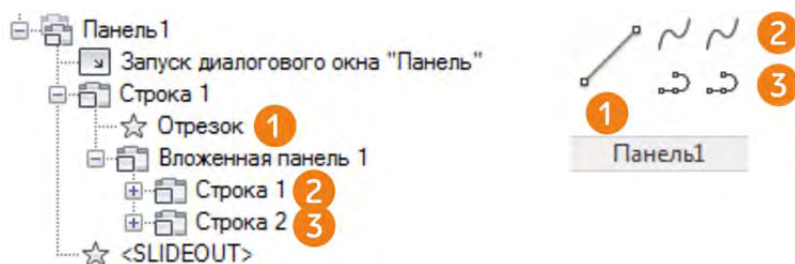 Панель1
Запуск диалогового окна "Панель"
Строка 1
Отрезок 1
Вложенная панель 1
Строка 1 2
Строка 2 3
<SLIDEOUT>
2
3
1
Панель1